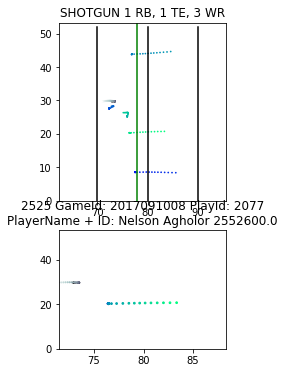 SHOTGUN 1 RB, 1 TE, 3 WR
50
40
30
20
10
0
70 80 90
2525 GameId: 2017091008 PlayId: 2077
PlayerName + ID: Nelson Agholor 2552600.0
40
20
0
75 80 85